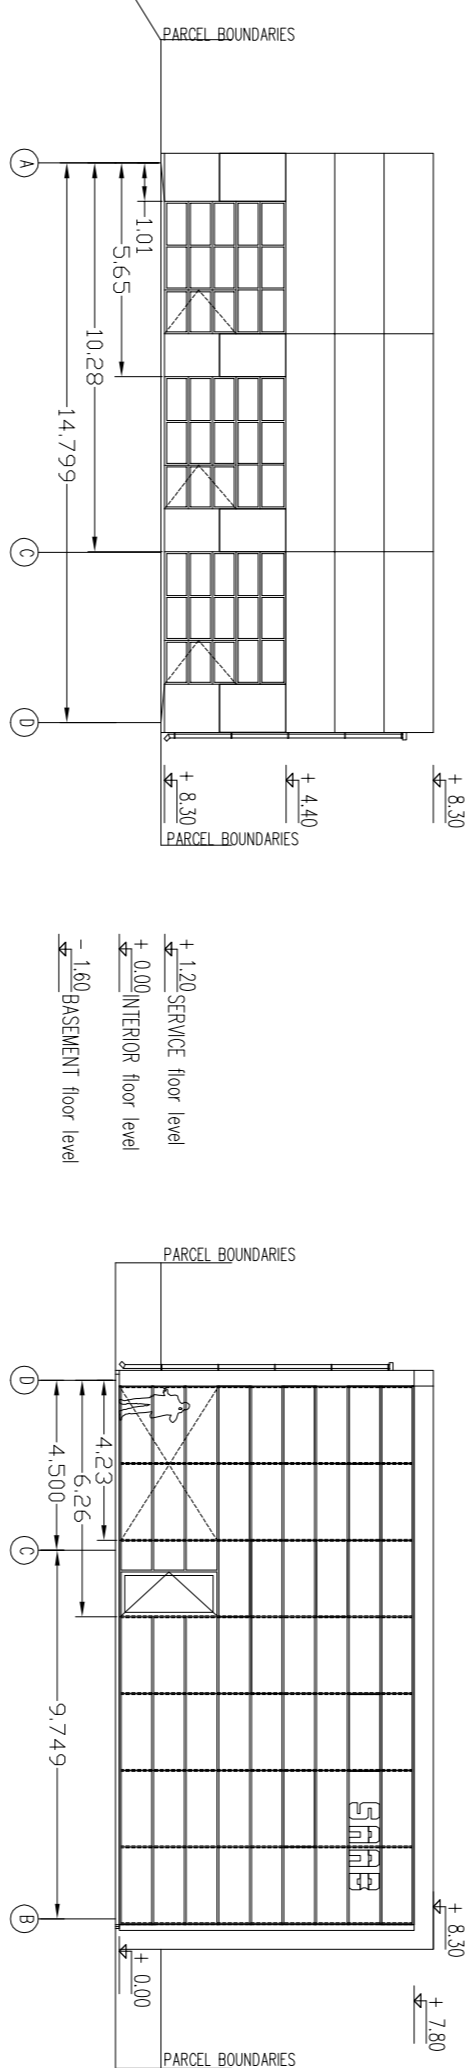 PARCEL BOUNDARIES
A
1.01
5.65
10.28
14.799
C
D
+ 8.30
+ 4.40
+ 8.30
PARCEL BOUNDARIES
+ 1.20 SERVICE floor level
+ 0.00 INTERIOR floor level
- 1.60 BASEMENT floor level
PARCEL BOUNDARIES
D
4.23
6.26
4.500
C
9.749
SAAB
B
+ 8.30
+ 7.80
+ 0.00
PARCEL BOUNDARIES